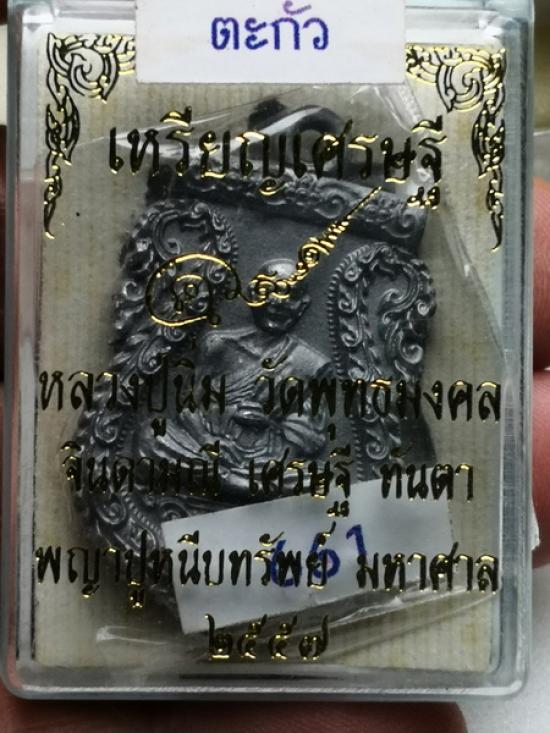 ตะกั่ว
เหรียญเศรษฐี
หลวงปู่นิ่ม วัดพุทธมงคล
จินดามณี เศรษฐี ทันตา
661
พญาปูหนีบทรัพย์ มหาศาล
๒๕๕๗